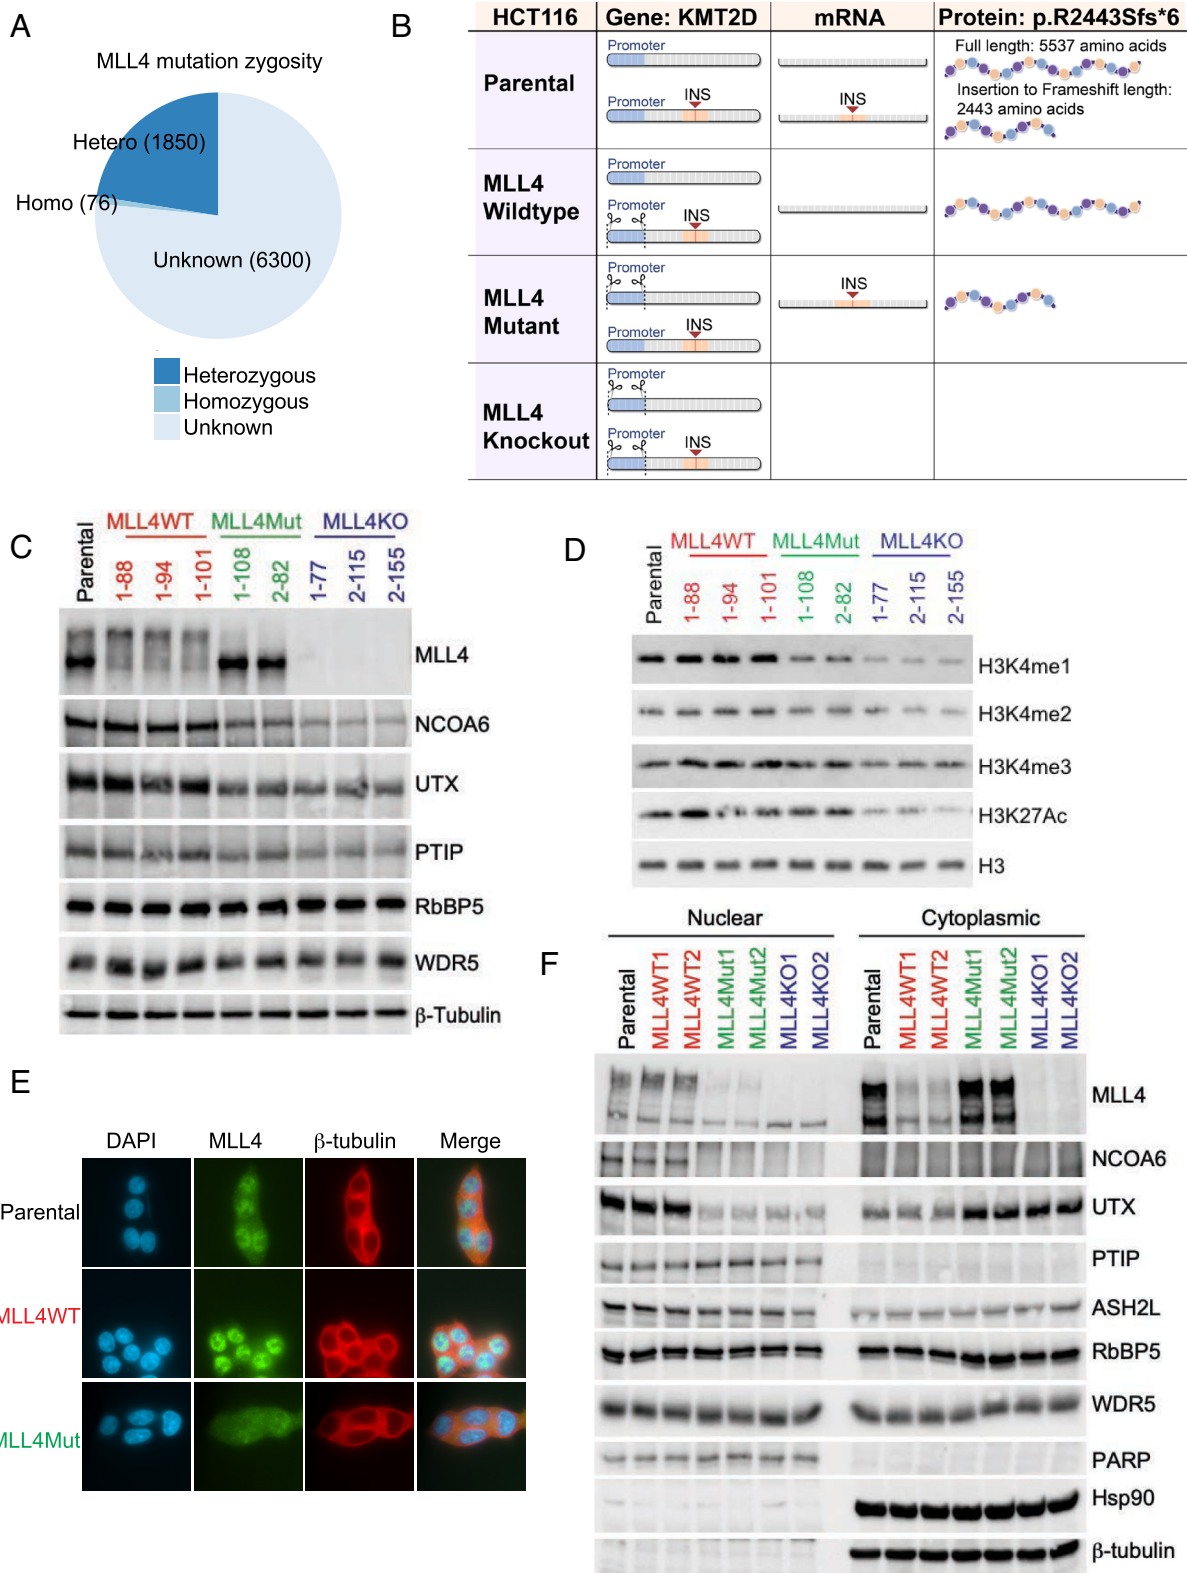 A
MLL4 mutation zygosity
Hetero (1850)
Homo (76)
Unknown (6300)
Heterozygous
Homozygous
Unknown
B
HCT116
Gene: KMT2D
mRNA
Protein: p.R2443Sfs*6
Parental
Promoter
Promoter
INS
INS
Full length: 5537 amino acids
Insertion to Frameshift length:
2443 amino acids
MLL4
Wildtype
Promoter
Promoter
INS
MLL4
Mutant
Promoter
Promoter
INS
INS
MLL4
Knockout
Promoter
Promoter
INS
C
Parental
MLL4WT
MLL4Mut
MLL4KO
1-88
1-94
1-101
1-108
2-82
1-77
2-115
2-155
MLL4
NCOA6
UTX
PTIP
RbBP5
WDR5
β-Tubulin
D
Parental
MLL4WT
MLL4Mut
MLL4KO
1-88
1-94
1-101
1-108
2-82
1-77
2-115
2-155
H3K4me1
H3K4me2
H3K4me3
H3K27Ac
H3
E
DAPI
MLL4
β-tubulin
Merge
Parental
MLL4WT
MLL4Mut
F
Nuclear
Cytoplasmic
Parental
MLL4WT1
MLL4WT2
MLL4Mut1
MLL4Mut2
MLL4KO1
MLL4KO2
Parental
MLL4WT1
MLL4WT2
MLL4Mut1
MLL4Mut2
MLL4KO1
MLL4KO2
MLL4
NCOA6
UTX
PTIP
ASH2L
RbBP5
WDR5
PARP
Hsp90
β-tubulin